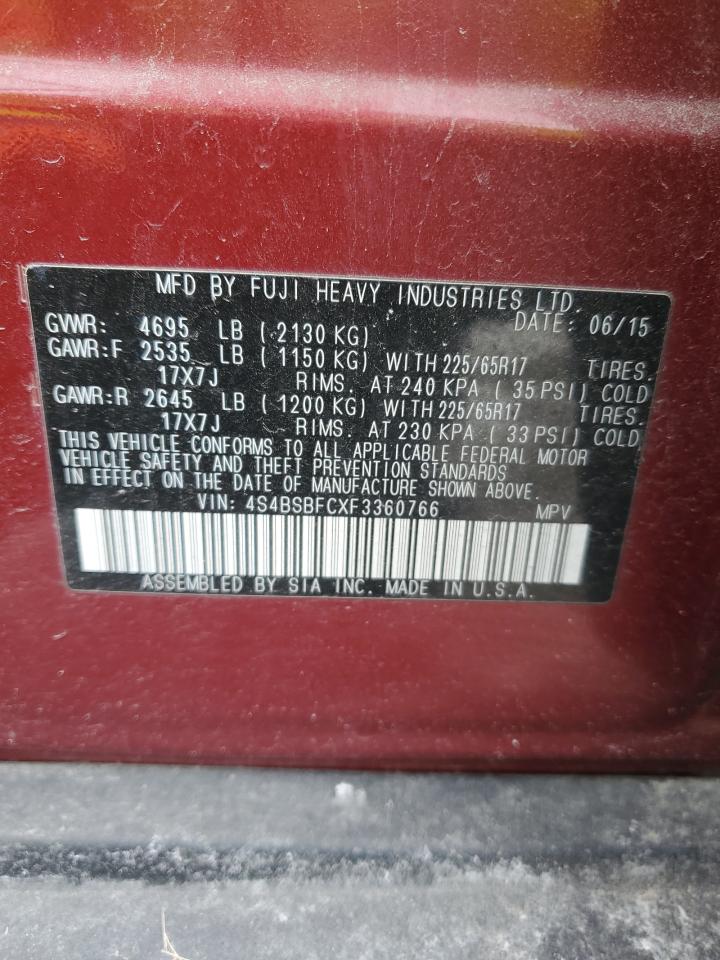 MFD BY FUJI HEAVY INDUSTRIES LTD.
DATE: 06/15
GVWR: 4695 LB ( 2130 KG)
GAWR:F 2535 LB ( 1150 KG) WITH 225/65R17 TIRES.
17X7J RIMS. AT 240 KPA ( 35 PSI) COLD
GAWR:R 2645 LB ( 1200 KG) WITH 225/65R17 TIRES.
17X7J RIMS. AT 230 KPA ( 33 PSI) COLD
THIS VEHICLE CONFORMS TO ALL APPLICABLE FEDERAL MOTOR
VEHICLE SAFETY AND THEFT PREVENTION STANDARDS
IN EFFECT ON THE DATE OF MANUFACTURE SHOWN ABOVE.
VIN: 4S4BSBFCXF3360766 MPV
ASSEMBLED BY SIA INC. MADE IN U.S.A.